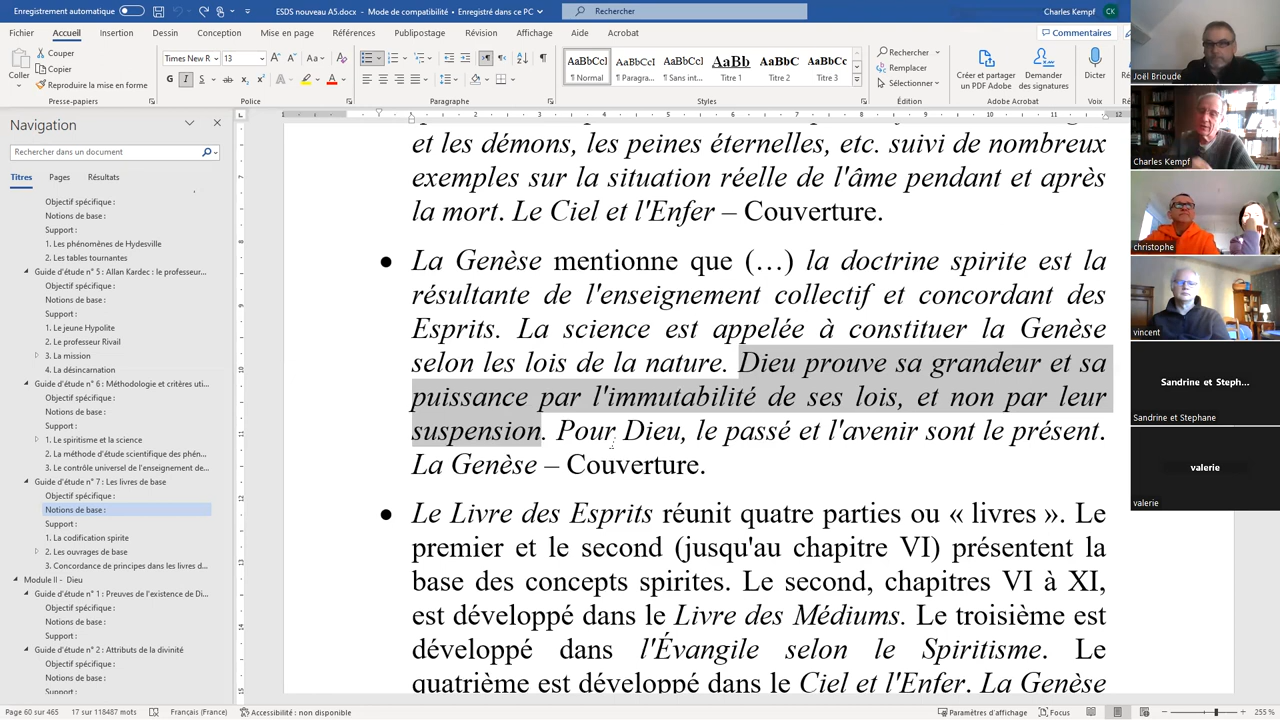 Enregistrement automatique
ESDS nouveau A5.docx - Mode de compatibilité • Enregistré dans ce PC
Rechercher
Charles Kempf
CK
Fichier
Accueil
Insertion
Dessin
Conception
Mise en page
Références
Publipostage
Révision
Affichage
Aide
Acrobat
Commentaires
Coller
Couper
Copier
Reproduire la mise en forme
Presse-papiers
Times New R
13
Police
Paragraphe
AaBbCcI
¶ Normal
AaBbCcI
¶ Paragra...
AaBbCcI
¶ Sans int...
AaBb
Titre 1
AaBbC
Titre 2
AaBbCc
Titre 3
Styles
Rechercher
Remplacer
Sélectionner
Édition
Créer et partager
un PDF Adobe
Demander
des signatures
Adobe Acrobat
Dicter
Voix
Navigation
Rechercher dans un document
Titres
Pages
Résultats
Objectif spécifique :
Notions de base :
Support :
1. Les phénomènes de Hydesville
2. La tables tournantes
Guide d'étude n° 5 : Allan Kardec : le professeur...
Objectif spécifique :
Notions de base :
Support :
1. Le jeune Hypolite
2. Le professeur Rivail
3. La mission
4. La désincarnation
Guide d'étude n° 6 : Méthodologie et critères uti...
Objectif spécifique :
Notions de base :
Support :
1. Le spiritisme et la science
2. La méthode d'étude scientifique des phén...
3. Le contrôle universel de l'enseignement de...
Guide d'étude n° 7 : Les livres de base
Objectif spécifique :
Notions de base :
Support :
1. La codification spirite
2. Les ouvrages de base
3. Concordance de principes dans les livres d...
Module II - Dieu
Guide d'étude n° 1 : Preuves de l'existence de Di...
Objectif spécifique :
Notions de base :
Support :
Guide d'étude n° 2 : Attributs de la divinité
Objectif spécifique :
Notions de base :
Support :
et les démons, les peines éternelles, etc. suivi de nombreux
exemples sur la situation réelle de l'âme pendant et après
la mort. Le Ciel et l'Enfer – Couverture.
● La Genèse mentionne que (…) la doctrine spirite est la
résultante de l'enseignement collectif et concordant des
Esprits. La science est appelée à constituer la Genèse
selon les lois de la nature. Dieu prouve sa grandeur et sa
puissance par l'immutabilité de ses lois, et non par leur
suspension. Pour Dieu, le passé et l'avenir sont le présent.
La Genèse – Couverture.
● Le Livre des Esprits réunit quatre parties ou « livres ». Le
premier et le second (jusqu'au chapitre VI) présentent la
base des concepts spirites. Le second, chapitres VI à XI,
est développé dans le Livre des Médiums. Le troisième est
développé dans l'Évangile selon le Spiritisme. Le
quatrième est développé dans le Ciel et l'Enfer. La Genèse
Joël Brioude
Charles Kempf
christophe
vincent
Sandrine et Steph...
Sandrine et Stephane
valerie
valerie
Page 60 sur 465
17 sur 118487 mots
Français (France)
Accessibilité : non disponible
Paramètres d'affichage
Focus
255 %